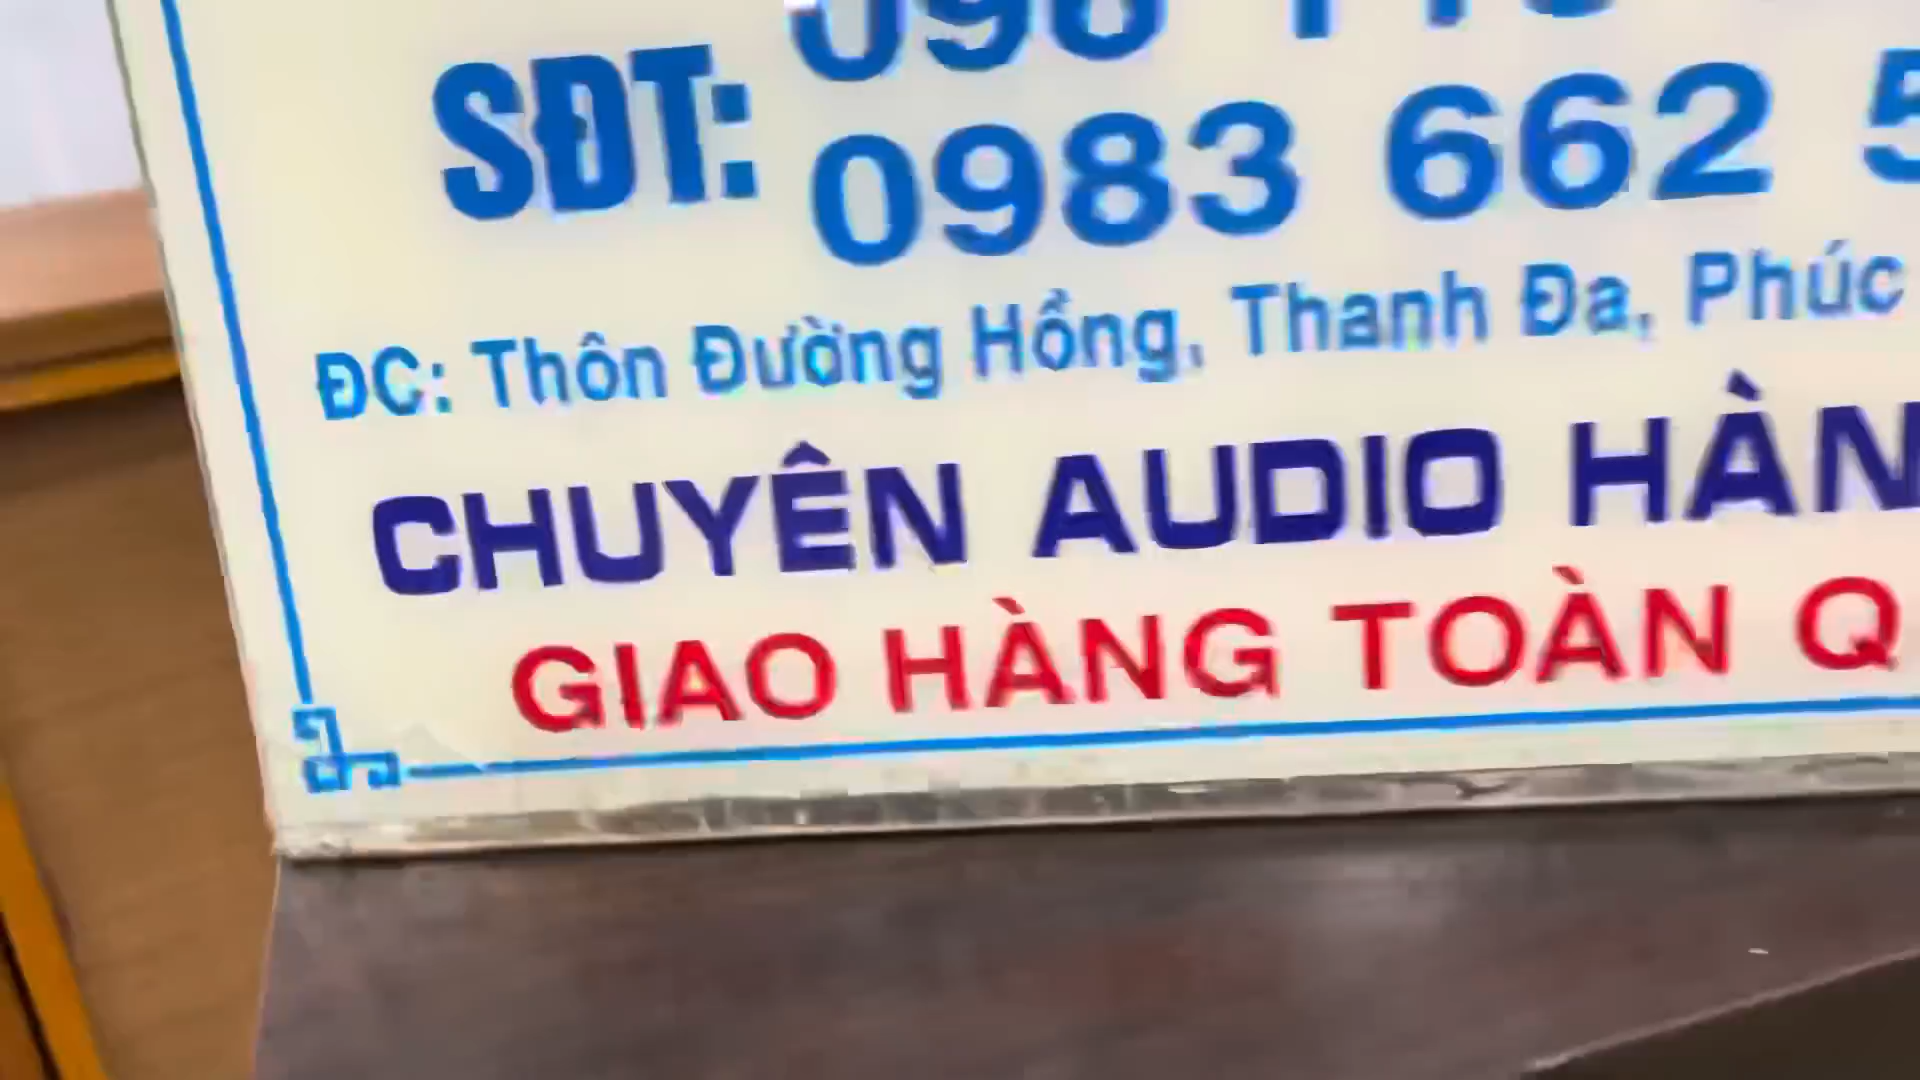 SĐT:
0983 662
ĐC: Thôn Đường Hồng, Thanh Đa, Phúc
CHUYÊN AUDIO HÀN
GIAO HÀNG TOÀN Q